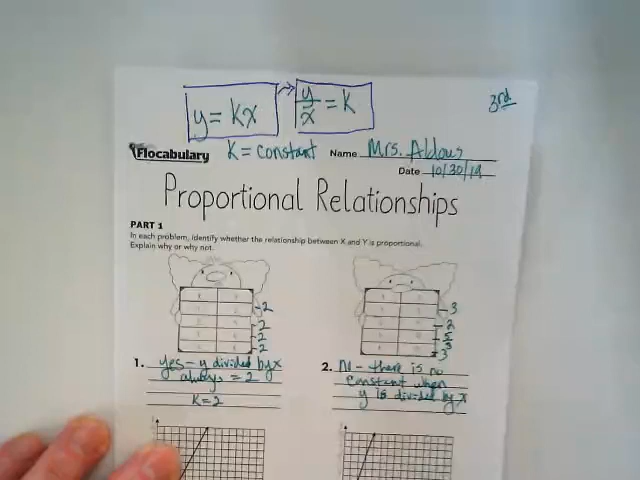 3rd
y = kx → y/x = k
K = constant
Flocabulary
Name Mrs. Aldous
Date 10/30/19
Proportional Relationships
PART 1
In each problem, identify whether the relationship between X and Y is proportional.
Explain why or why not.
-2
-2
-2
-2
-3
-2
1. yes - y divided by x
always = 2
K = 2
2. No - there is no
constant when
y is divided by x